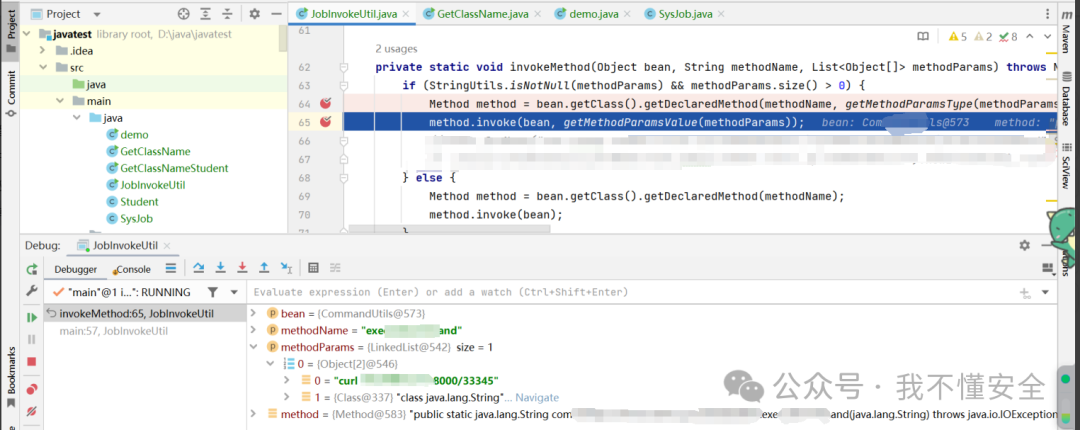 Project
JobInvokeUtil.java
GetClassName.java
demo.java
SysJob.java
Project
Commit
Bookmarks
Maven
Database
SciView
javatest library root, D:\java\javatest
.idea
src
java
main
java
demo
GetClassName
GetClassNameStudent
JobInvokeUtil
Student
SysJob
5 2 8
61
2 usages
62 private static void invokeMethod(Object bean, String methodName, List<Object[]> methodParams) throws
63 if (StringUtils.isNotNull(methodParams) && methodParams.size() > 0) {
64 Method method = bean.getClass().getDeclaredMethod(methodName, getMethodParamsType(methodParams
65 method.invoke(bean, getMethodParamsValue(methodParams)); bean: Com ls@573 method:
66
67
68 } else {
69 Method method = bean.getClass().getDeclaredMethod(methodName);
70 method.invoke(bean);
71 }
Debug: JobInvokeUtil
Debugger Console
"main"@1 i...": RUNNING
Evaluate expression (Enter) or add a watch (Ctrl+Shift+Enter)
invokeMethod:65, JobInvokeUtil
main:57, JobInvokeUtil
bean = {CommandUtils@573}
methodName = "exe and"
methodParams = {LinkedList@542} size = 1
0 = {Object[2]@546}
0 = "curl 8000/33345"
1 = {Class@337} "class java.lang.String"... Navigate
method = {Method@583} "public static java.lang.String com .exe and(java.lang.String) throws java.io.IOException
公众号 · 我不懂安全